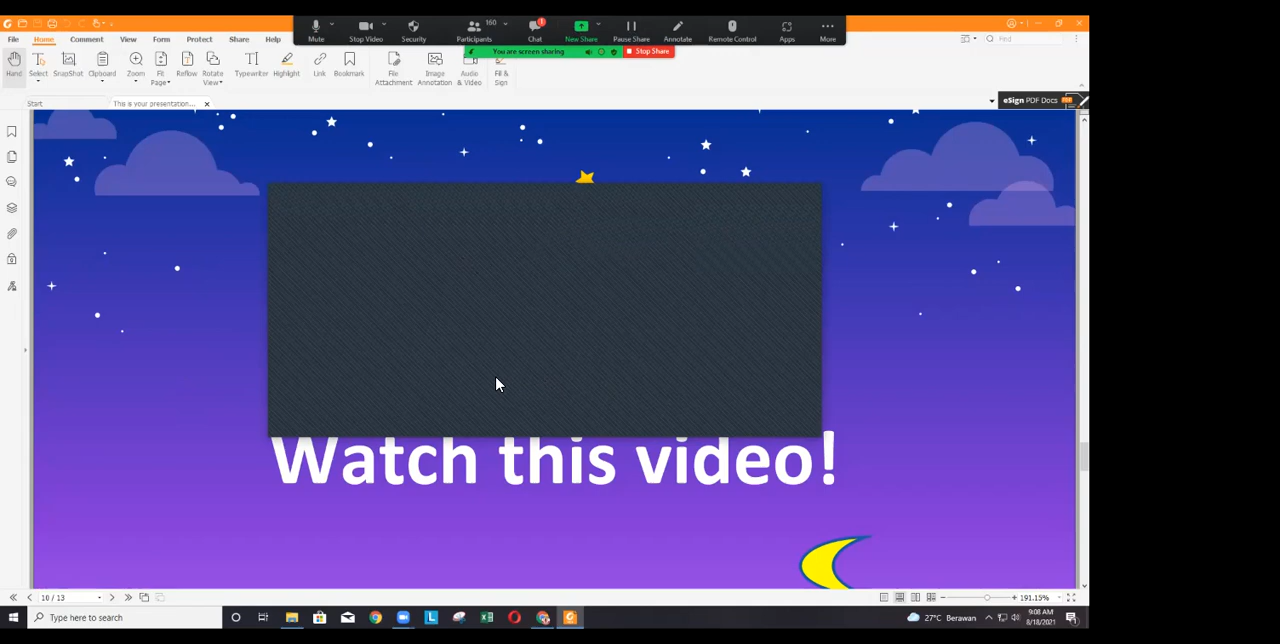 160
Mute
Stop Video
Security
Participants
Chat
New Share
Pause Share
Annotate
Remote Control
Apps
More
You are screen sharing
Stop Share
File
Home
Comment
View
Form
Protect
Share
Help
Find
Hand
Select
SnapShot
Clipboard
Zoom
Fit Page
Reflow
Rotate View
Typewriter
Highlight
Link
Bookmark
File Attachment
Image Annotation
Audio & Video
Fill & Sign
Start
This is your presentation...
eSign PDF Docs
Watch this video!
10 / 13
191.15%
Type here to search
27°C Berawan
9:08 AM
8/18/2021